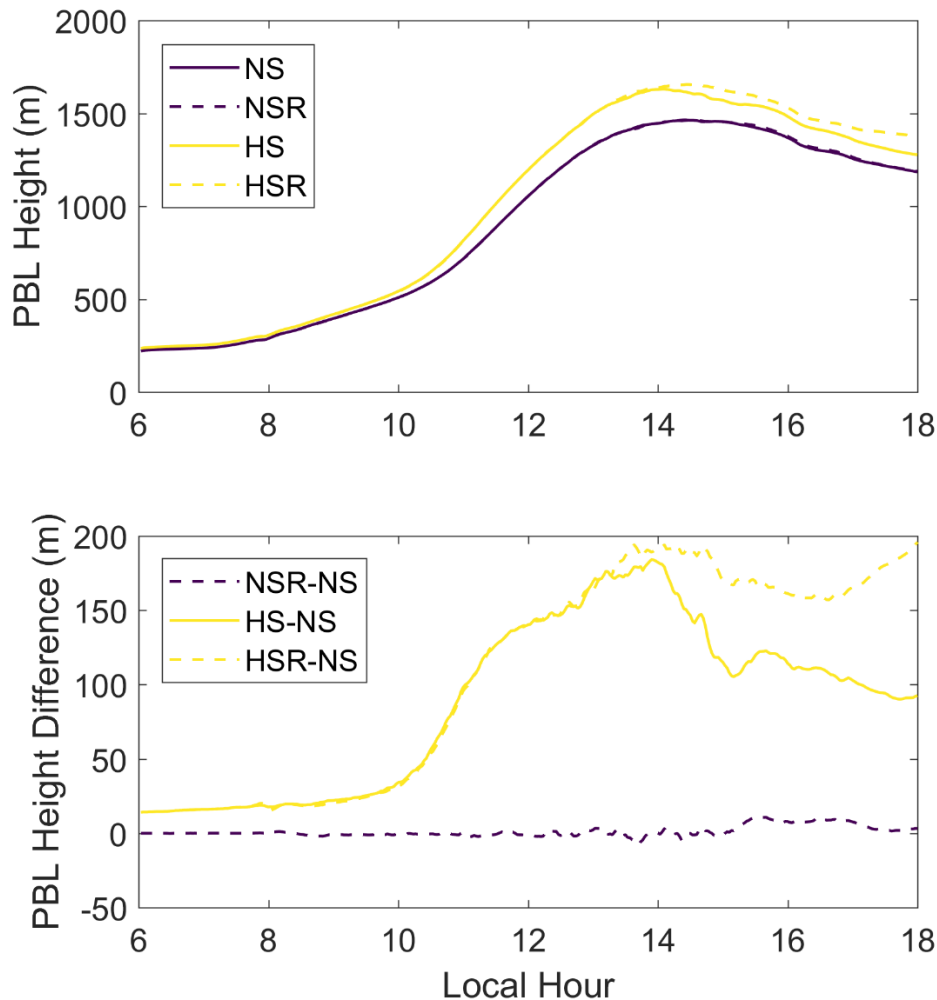 2000
1500
1000
500
0
PBL Height (m)
NS
NSR
HS
HSR
6 8 10 12 14 16 18
200
150
100
50
0
-50
PBL Height Difference (m)
NSR-NS
HS-NS
HSR-NS
6 8 10 12 14 16 18
Local Hour